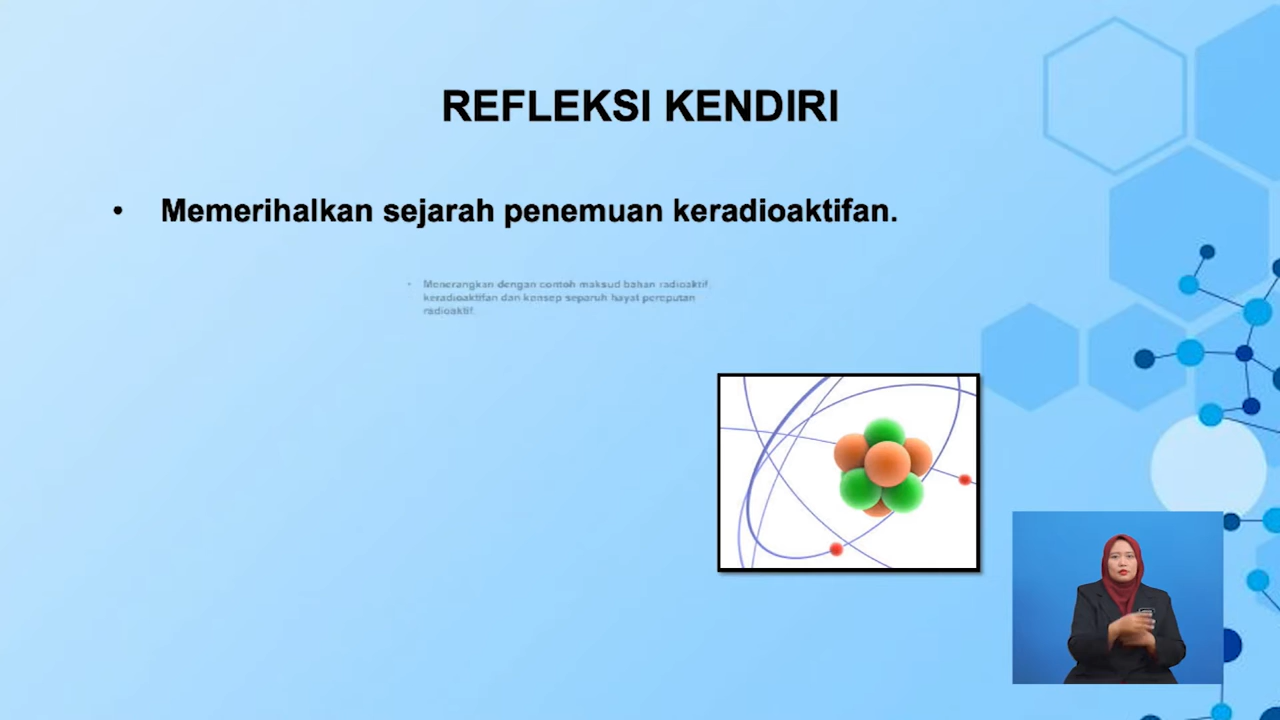 REFLEKSI KENDIRI
• Memerihalkan sejarah penemuan keradioaktifan.
• Menerangkan dengan contoh maksud bahan radioaktif,
keradioaktifan dan konsep separuh hayat pereputan
radioaktif.